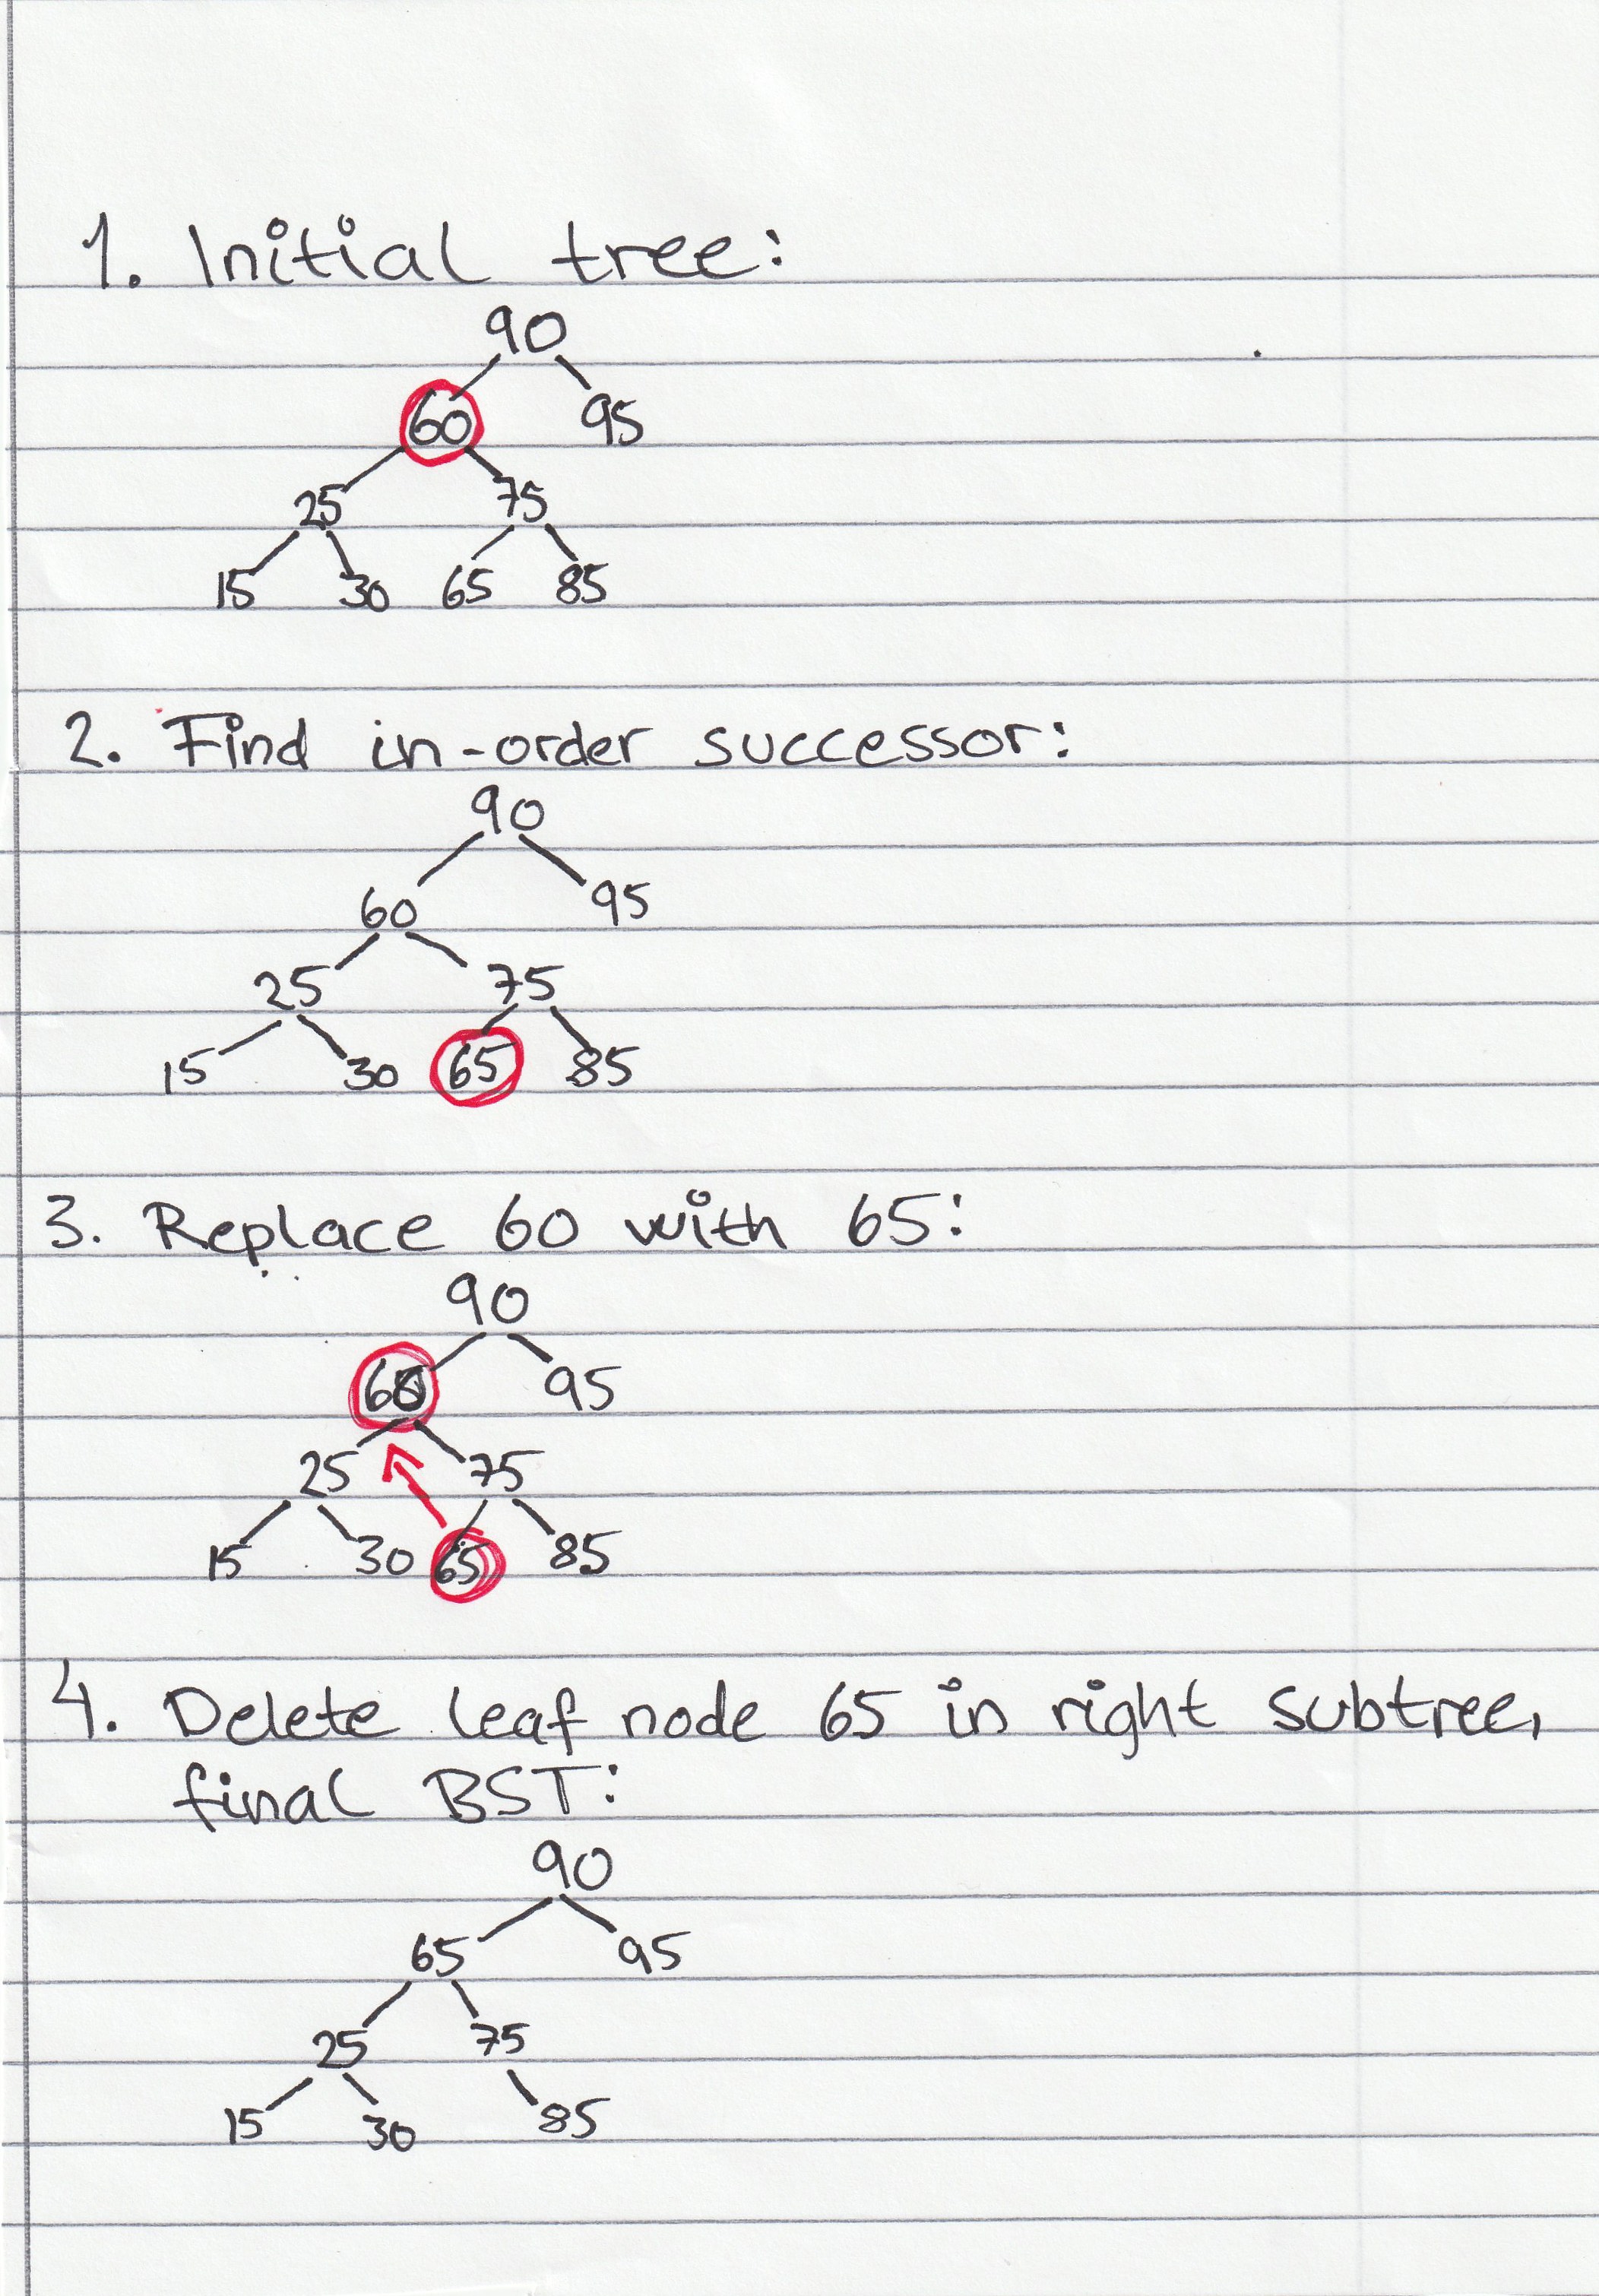 1. Initial tree:
90
60 95
25 75
15 30 65 85
2. Find in-order successor:
90
60 95
25 75
15 30 65 85
3. Replace 60 with 65:
90
95
25 75
15 30 65 85
4. Delete leaf node 65 in right subtree,
final BST:
90
65 95
25 75
15 30 85